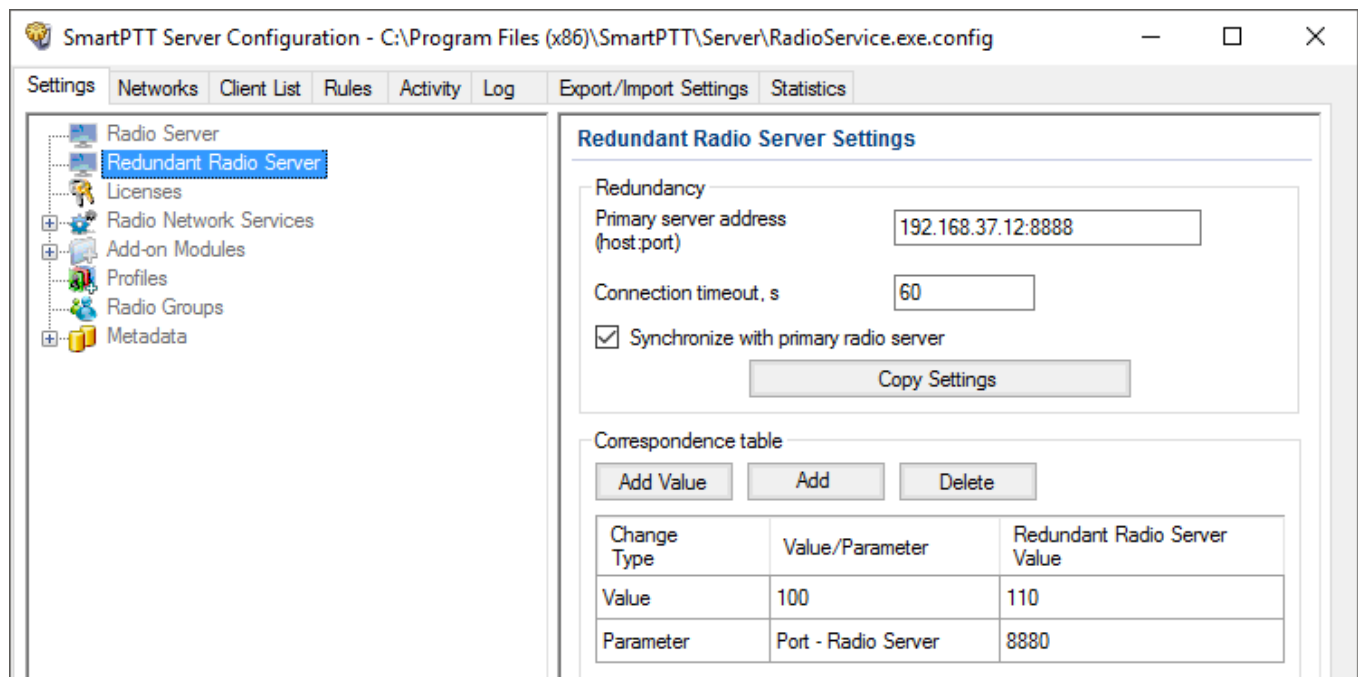 SmartPTT Server Configuration - C:\Program Files (x86)\SmartPTT\Server\RadioService.exe.config
Settings Networks Client List Rules Activity Log Export/Import Settings Statistics
Radio Server
Redundant Radio Server
Licenses
Radio Network Services
Add-on Modules
Profiles
Radio Groups
Metadata
Redundant Radio Server Settings
Redundancy
Primary server address
(host:port)
192.168.37.12:8888
Connection timeout, s
60
Synchronize with primary radio server
Copy Settings
Correspondence table
Add Value Add Delete
Change
Type
Value/Parameter
Redundant Radio Server
Value
Value 100 110
Parameter Port - Radio Server 8880